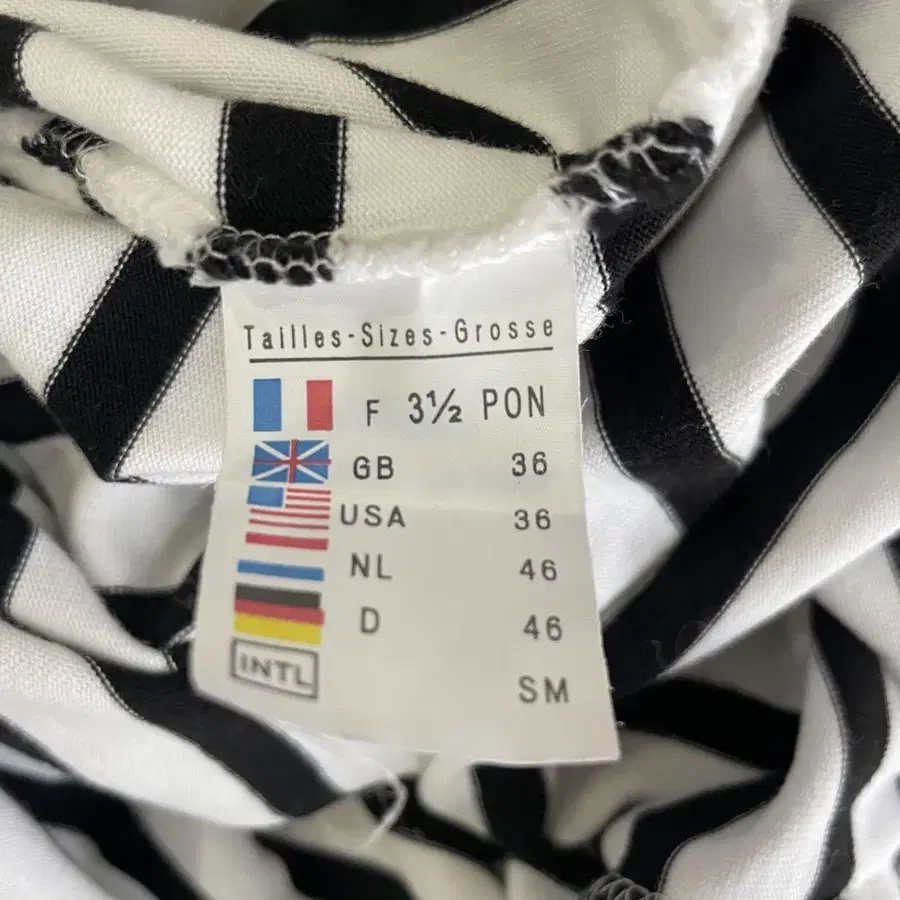 Tailles-Sizes-Grosse
F 3½ PON
GB 36
USA 36
NL 46
D 46
INTL SM